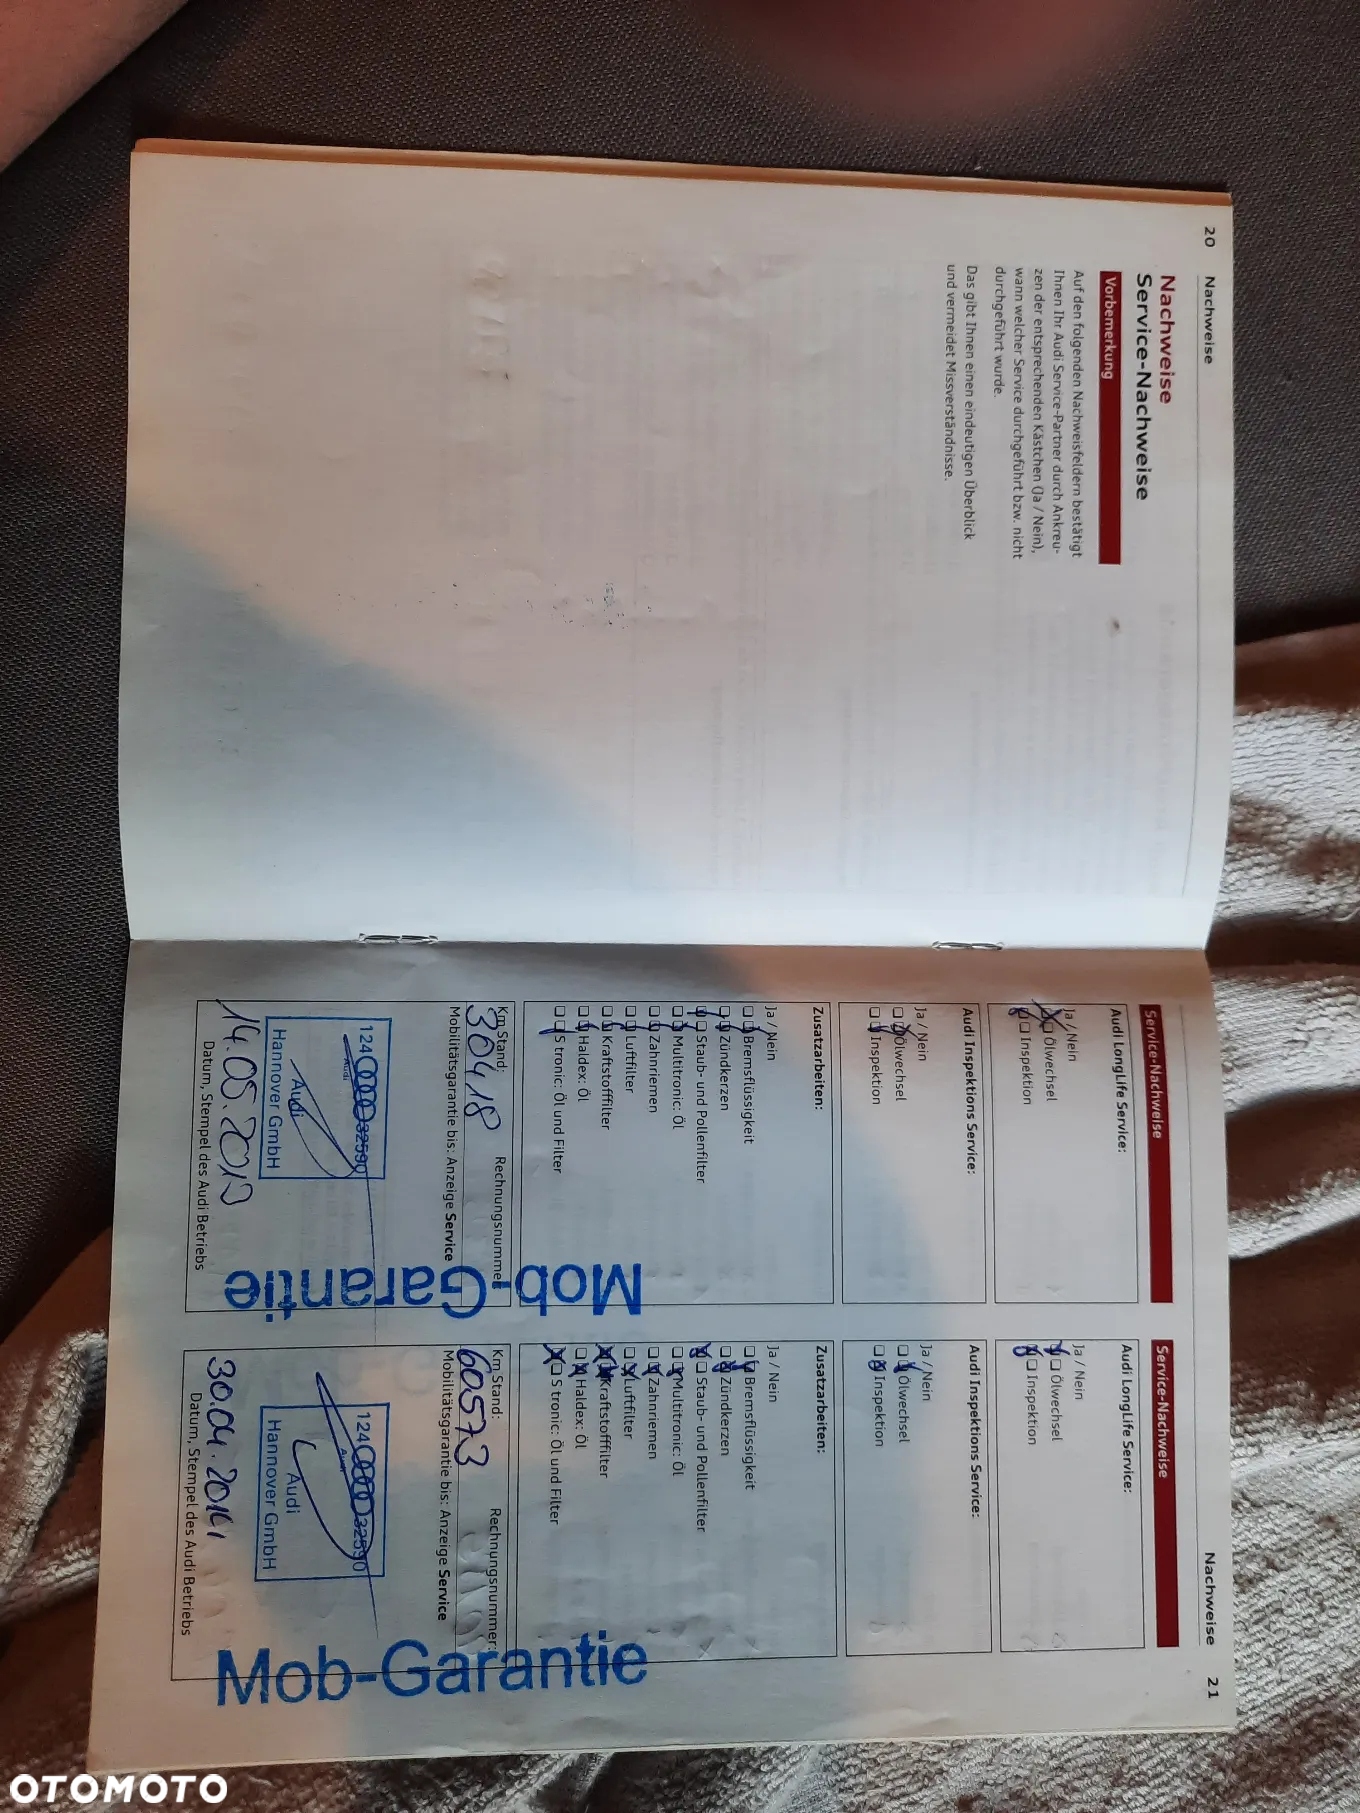 20 Nachweise
Nachweise
Service-Nachweise
Vorbemerkung
Auf den folgenden Nachweisfeldern bestätigt
Ihnen Ihr Audi Service-Partner durch Ankreu-
zen der entsprechenden Kästchen (Ja / Nein),
wann welcher Service durchgeführt bzw. nicht
durchgeführt wurde.
Das gibt Ihnen einen eindeutigen Überblick
und vermeidet Missverständnisse.
Nachweise 21
Service-Nachweise
Audi LongLife Service:
Ja / Nein
Ölwechsel
Inspektion
Audi Inspektions Service:
Ja / Nein
Ölwechsel
Inspektion
Zusatzarbeiten:
Ja / Nein
Bremsflüssigkeit
Zündkerzen
Staub- und Pollenfilter
Multitronic: Öl
Zahnriemen
Luftfilter
Kraftstofffilter
Haldex: Öl
S tronic: Öl und Filter
Km Stand: Rechnungsnummer
30418
Mobilitätsgarantie bis: Anzeige Service
124 32590
Audi
Audi
Hannover GmbH
14.05.2013
Datum, Stempel des Audi Betriebs
Mob-Garantie
Service-Nachweise
Audi LongLife Service:
Ja / Nein
Ölwechsel
Inspektion
Audi Inspektions Service:
Ja / Nein
Ölwechsel
Inspektion
Zusatzarbeiten:
Ja / Nein
Bremsflüssigkeit
Zündkerzen
Staub- und Pollenfilter
Multitronic: Öl
Zahnriemen
Luftfilter
Kraftstofffilter
Haldex: Öl
S tronic: Öl und Filter
Km Stand: Rechnungsnummer:
60573
Mobilitätsgarantie bis: Anzeige Service
124 32590
Audi
Audi
Hannover GmbH
30.04.2014
Datum, Stempel des Audi Betriebs
Mob-Garantie
OTOMOTO